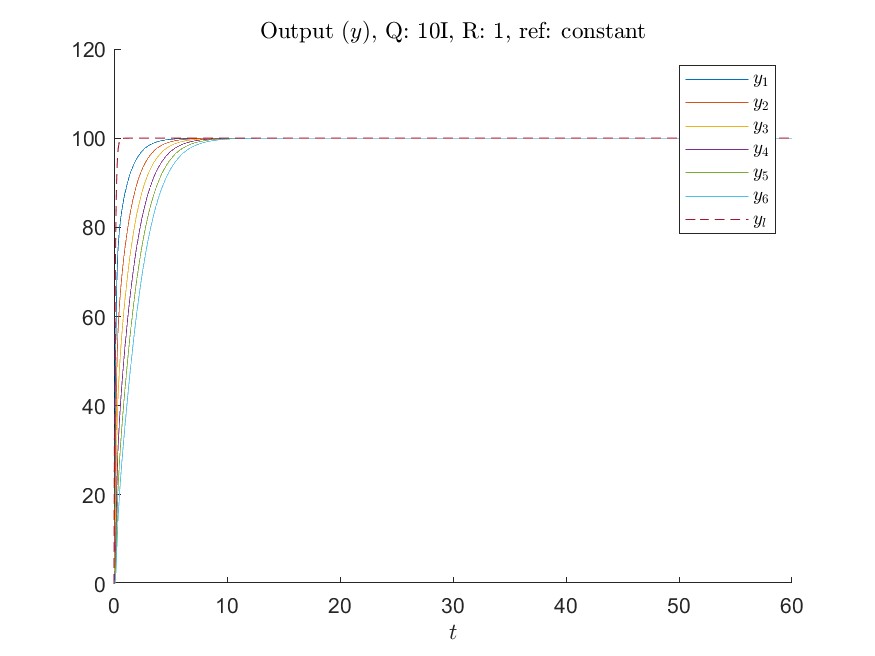 Output (y), Q: 10I, R: 1, ref: constant
120
100
80
60
40
20
0
0 10 20 30 40 50 60
t
y₁
y₂
y₃
y₄
y₅
y₆
yₗ